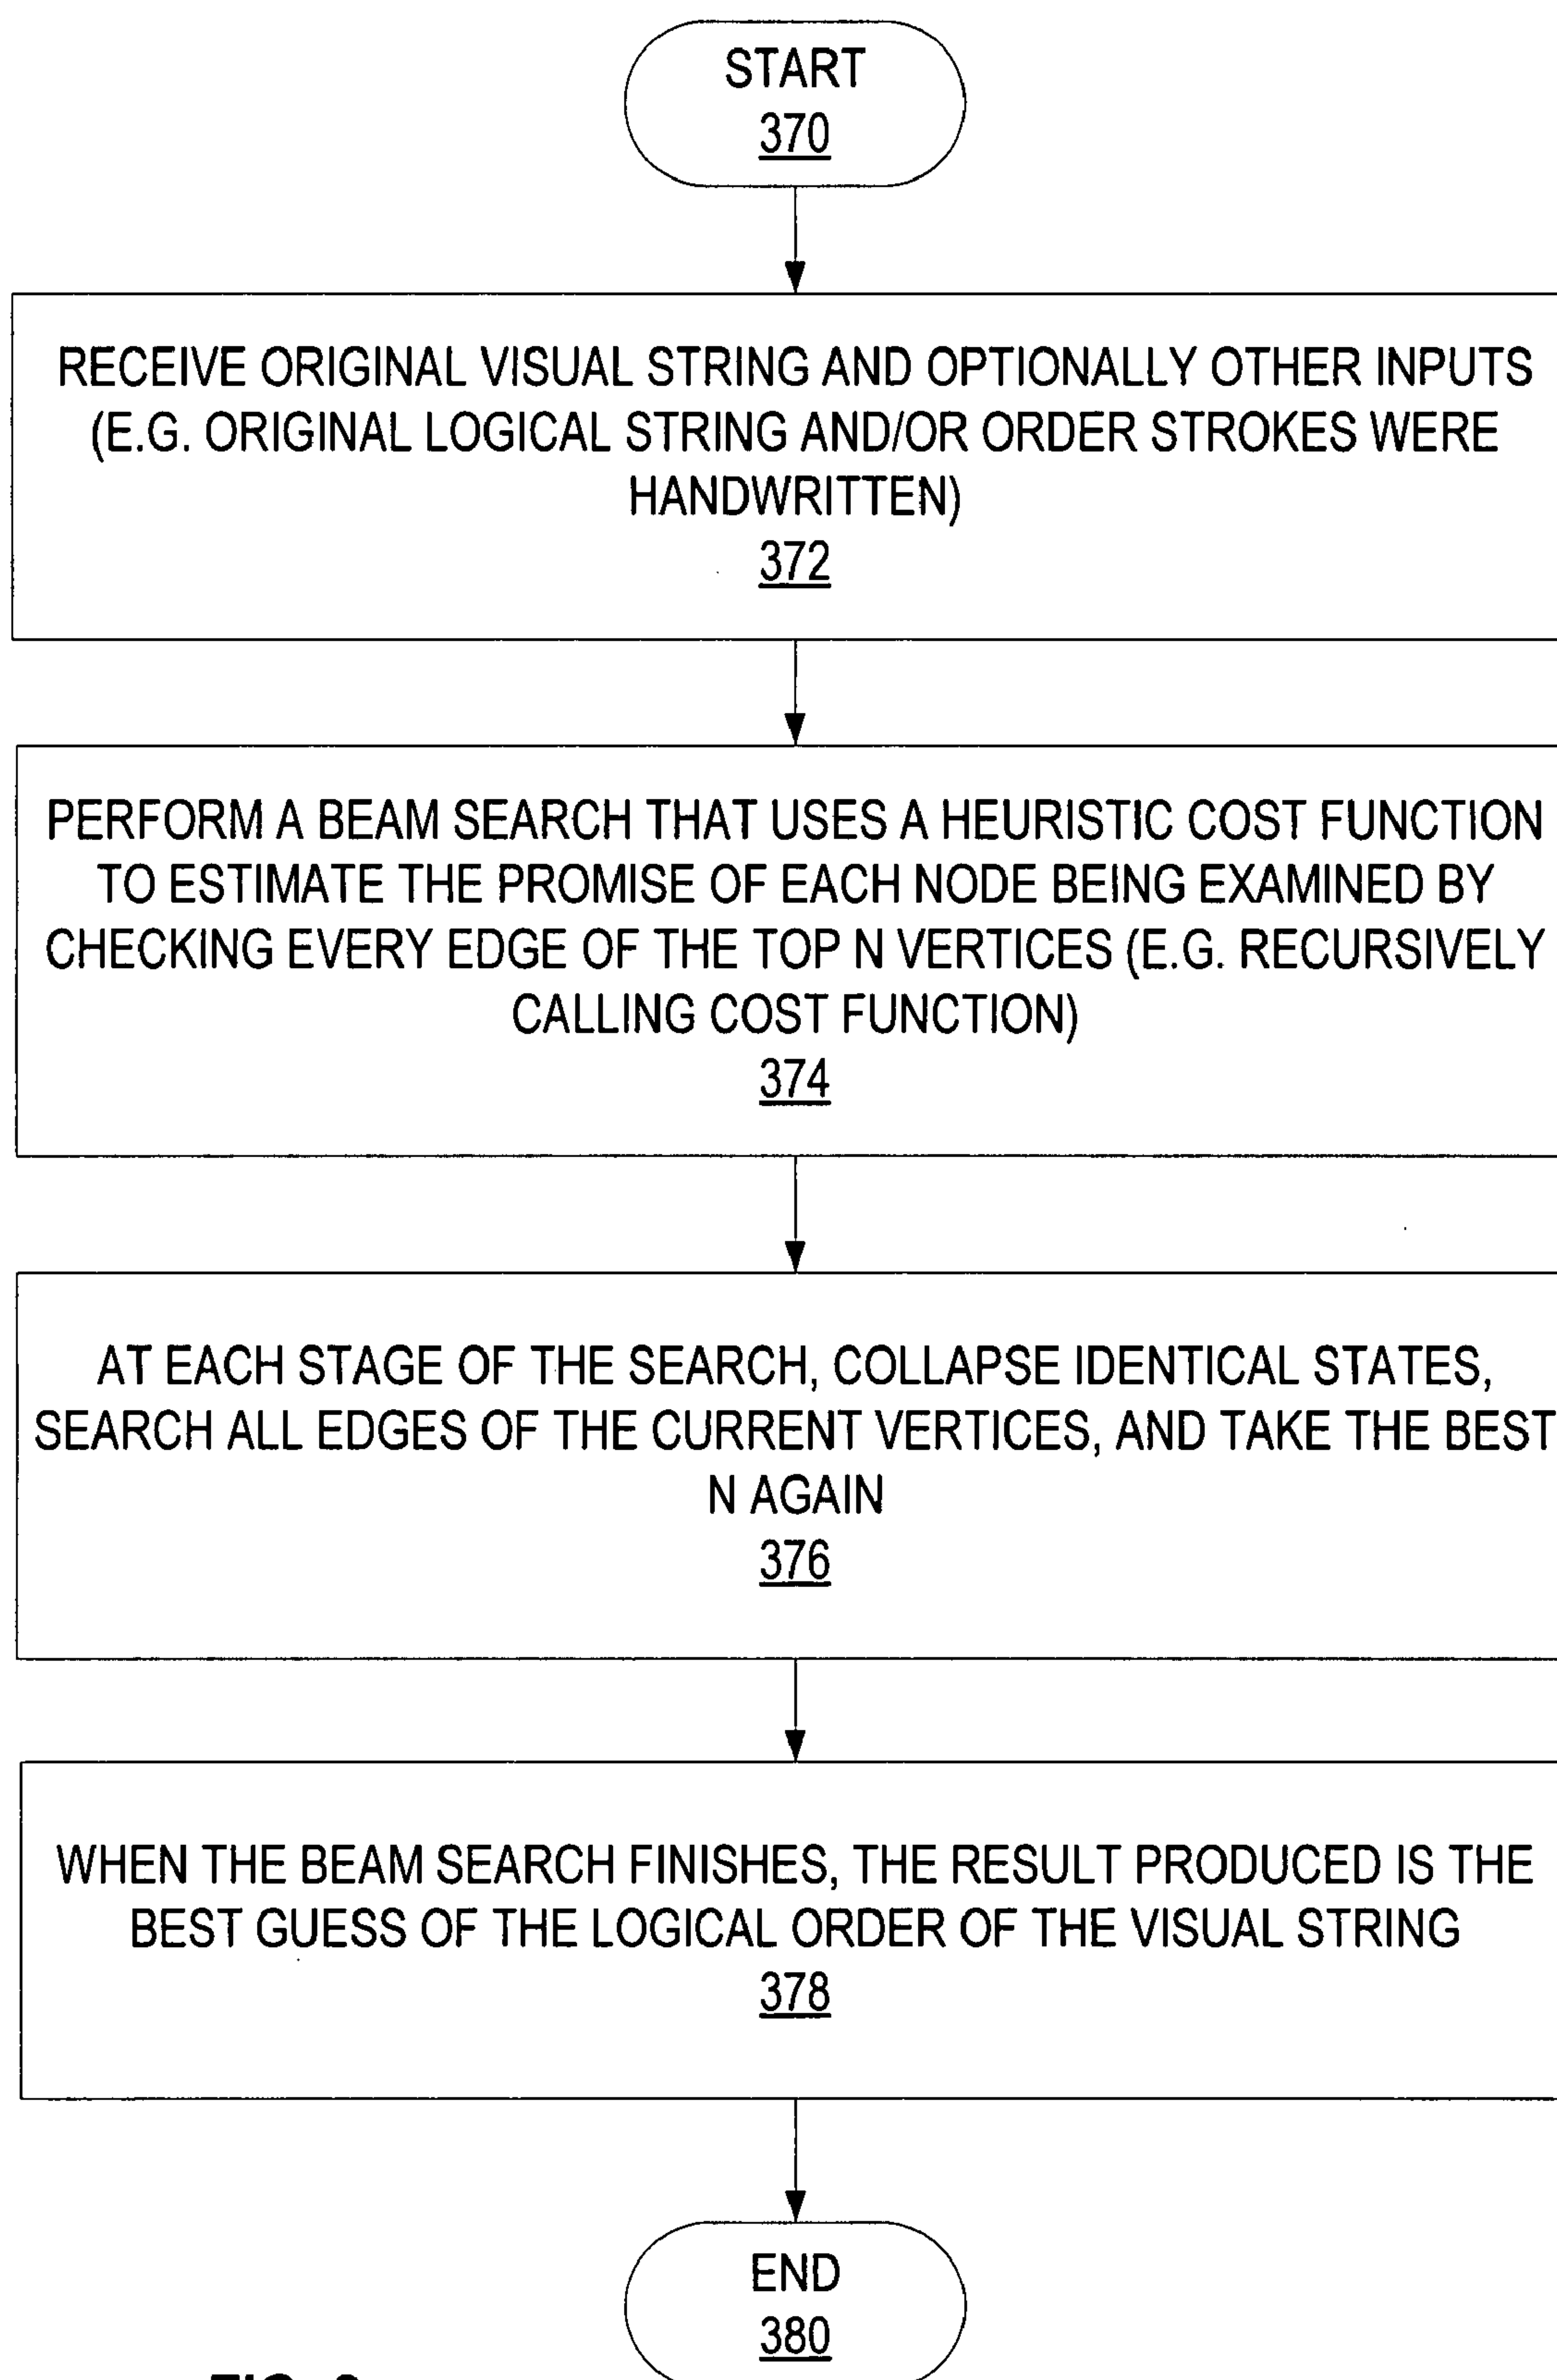 START
370
RECEIVE ORIGINAL VISUAL STRING AND OPTIONALLY OTHER INPUTS
(E.G. ORIGINAL LOGICAL STRING AND/OR ORDER STROKES WERE
HANDWRITTEN)
372
PERFORM A BEAM SEARCH THAT USES A HEURISTIC COST FUNCTION
TO ESTIMATE THE PROMISE OF EACH NODE BEING EXAMINED BY
CHECKING EVERY EDGE OF THE TOP N VERTICES (E.G. RECURSIVELY
CALLING COST FUNCTION)
374
AT EACH STAGE OF THE SEARCH, COLLAPSE IDENTICAL STATES,
SEARCH ALL EDGES OF THE CURRENT VERTICES, AND TAKE THE BEST
N AGAIN
376
WHEN THE BEAM SEARCH FINISHES, THE RESULT PRODUCED IS THE
BEST GUESS OF THE LOGICAL ORDER OF THE VISUAL STRING
378
END
380